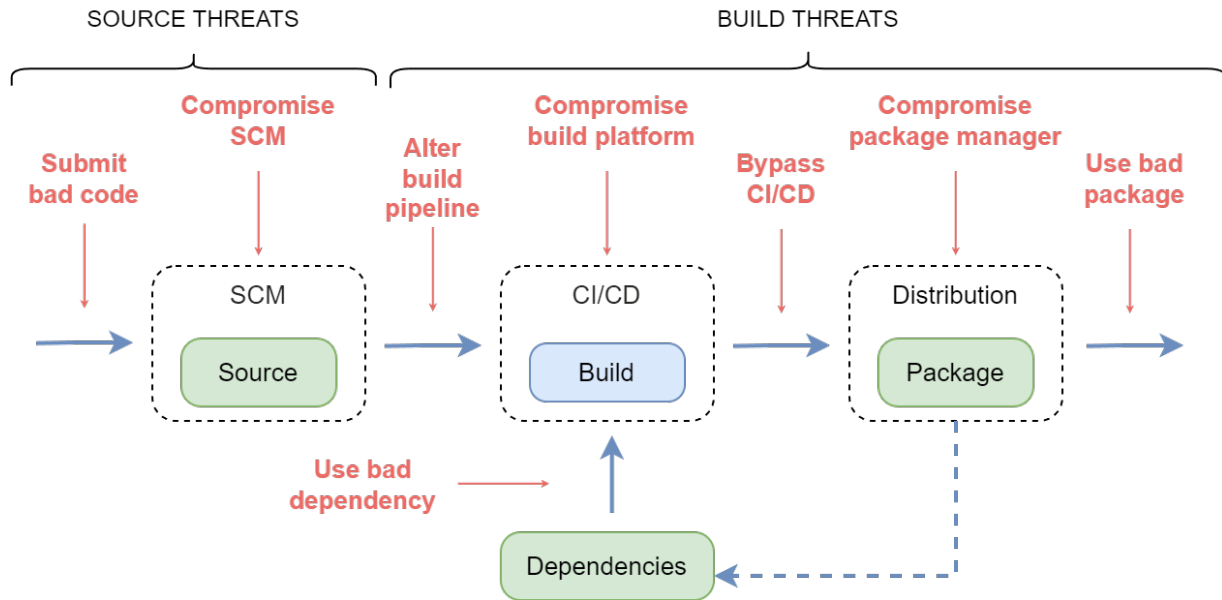 SOURCE THREATS
BUILD THREATS
Compromise
SCM
Compromise
build platform
Compromise
package manager
Submit
bad code
Alter
build
pipeline
Bypass
CI/CD
Use bad
package
SCM
CI/CD
Distribution
Source
Build
Package
Use bad
dependency
Dependencies